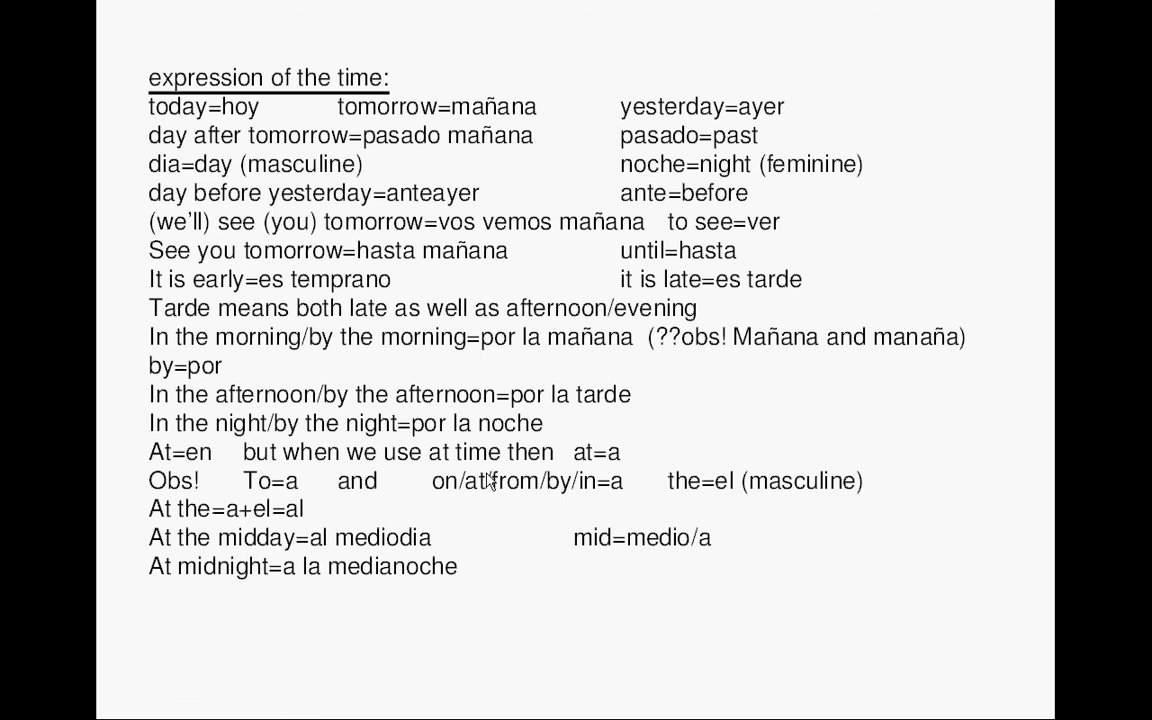 expression of the time:
today=hoy tomorrow=mañana yesterday=ayer
day after tomorrow=pasado mañana pasado=past
dia=day (masculine) noche=night (feminine)
day before yesterday=anteayer ante=before
(we'll) see (you) tomorrow=vos vemos mañana to see=ver
See you tomorrow=hasta mañana until=hasta
It is early=es temprano it is late=es tarde
Tarde means both late as well as afternoon/evening
In the morning/by the morning=por la mañana (??obs! Mañana and manaña)
by=por
In the afternoon/by the afternoon=por la tarde
In the night/by the night=por la noche
At=en but when we use at time then at=a
Obs! To=a and on/at/from/by/in=a the=el (masculine)
At the=a+el=al
At the midday=al mediodia mid=medio/a
At midnight=a la medianoche